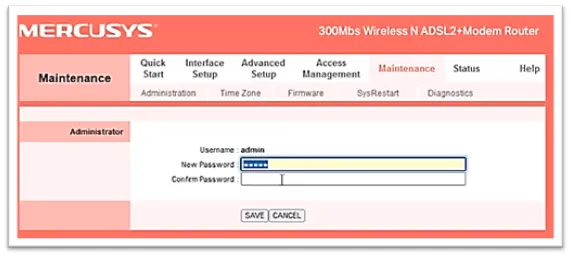 MERCUSYS
300Mbs Wireless N ADSL2+Modem Router
Maintenance
Quick Start
Interface Setup
Advanced Setup
Access Management
Maintenance
Status
Help
Administration
Time Zone
Firmware
SysRestart
Diagnostics
Administrator
Username : admin
New Password :
Confirm Password :
SAVE CANCEL